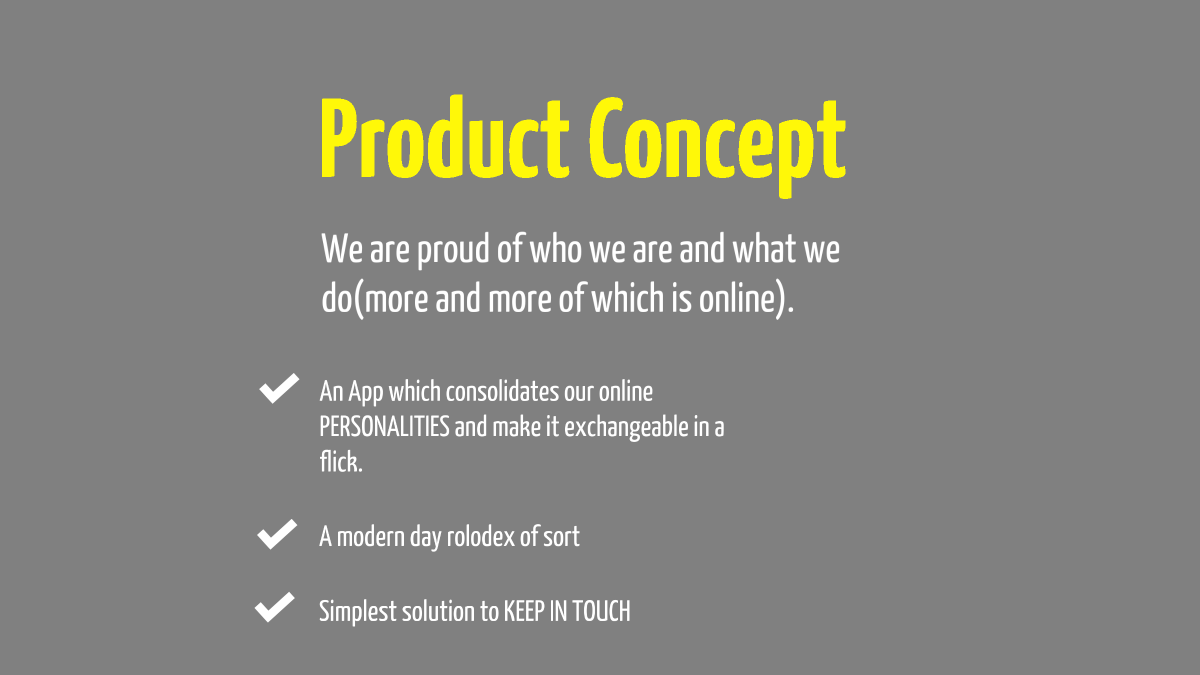 Product Concept
We are proud of who we are and what we
do(more and more of which is online).
An App which consolidates our online
PERSONALITIES and make it exchangeable in a
flick.
A modern day rolodex of sort
Simplest solution to KEEP IN TOUCH